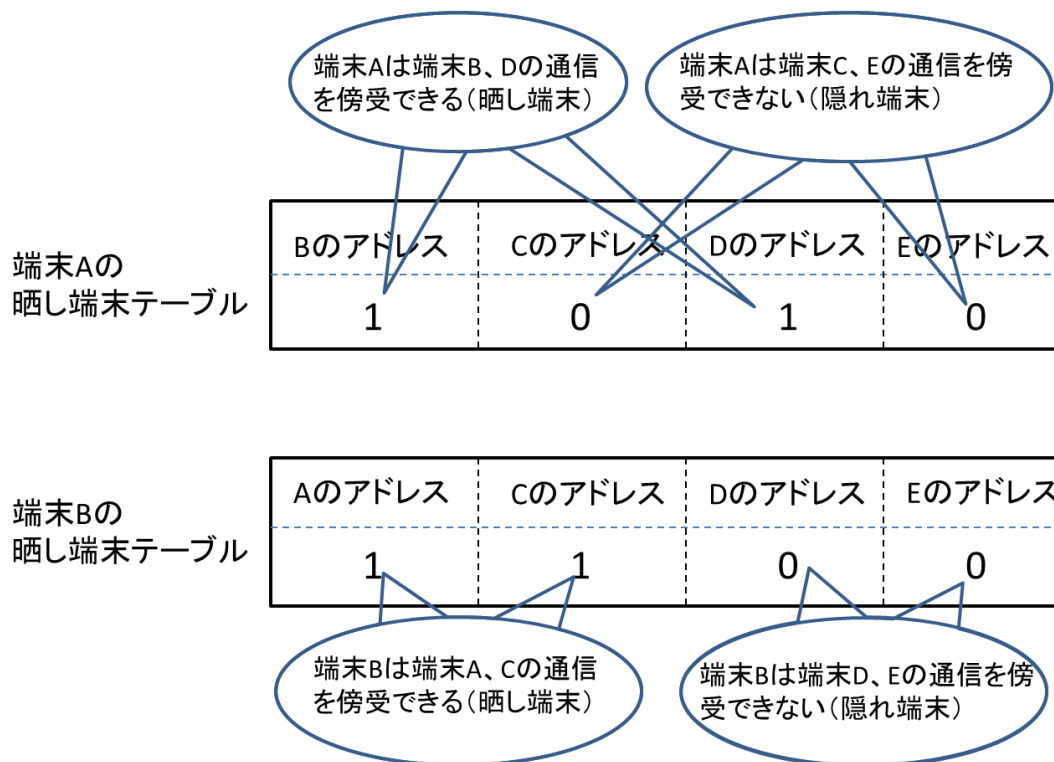 端末Aは端末B、Dの通信
を傍受できる(晒し端末)
端末Aは端末C、Eの通信を傍
受できない(隠れ端末)
端末Aの
晒し端末テーブル
Bのアドレス
Cのアドレス
Dのアドレス
Eのアドレス
1
0
1
0
端末Bの
晒し端末テーブル
Aのアドレス
Cのアドレス
Dのアドレス
Eのアドレス
1
1
0
0
端末Bは端末A、Cの通信
を傍受できる(晒し端末)
端末Bは端末D、Eの通信を傍
受できない(隠れ端末)